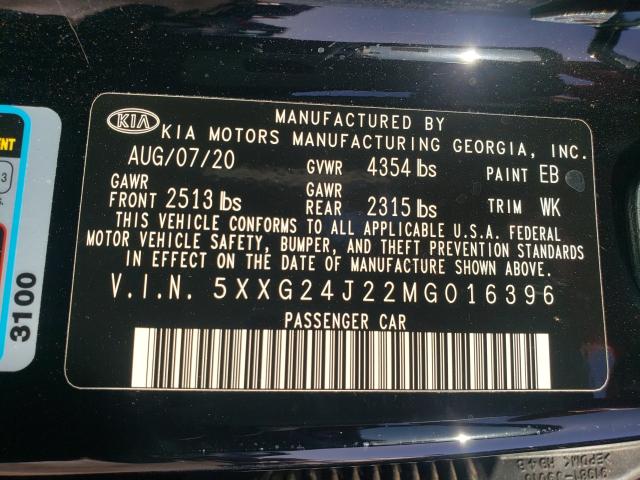 MANUFACTURED BY
KIA KIA MOTORS MANUFACTURING GEORGIA, INC.
AUG/07/20 GVWR 4354 lbs PAINT EB
GAWR FRONT 2513 lbs GAWR REAR 2315 lbs TRIM WK
THIS VEHICLE CONFORMS TO ALL APPLICABLE U.S.A. FEDERAL
MOTOR VEHICLE SAFETY, BUMPER, AND THEFT PREVENTION STANDARDS
IN EFFECT ON THE DATE OF MANUFACTURE SHOWN ABOVE.
V.I.N. 5XXG24J22MG016396
PASSENGER CAR
3100